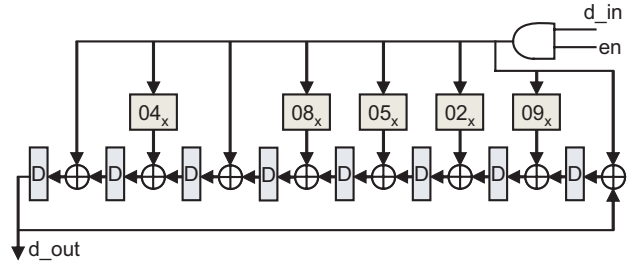 d_in
en
04x 08x 05x 02x 09x
D D D D D D D D
d_out